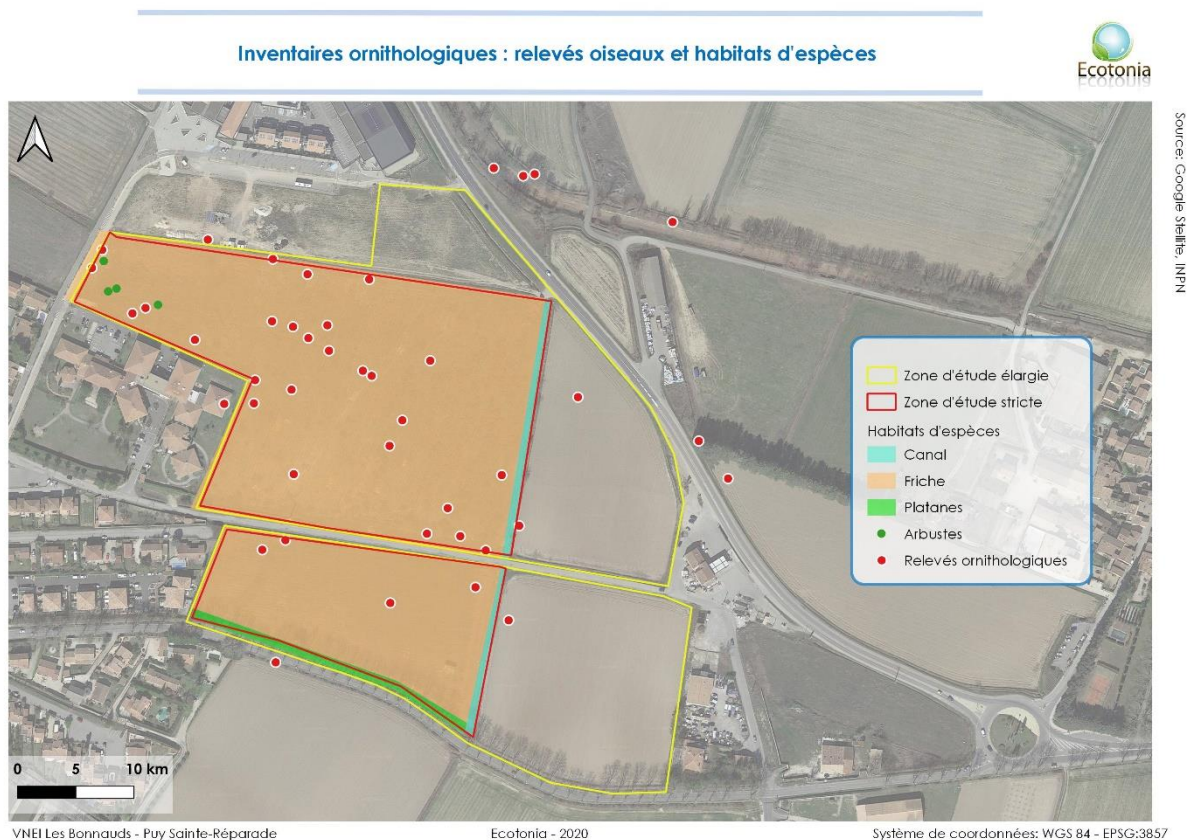 Inventaires ornithologiques : relevés oiseaux et habitats d'espèces
Ecotonia
Source: Google Stellite, INPN
Zone d'étude élargie
Zone d'étude stricte
Habitats d'espèces
Canal
Friche
Platanes
Arbustes
Relevés ornithologiques
0 5 10 km
VNEI Les Bonnauds - Puy Sainte-Réparade
Ecotonia - 2020
Système de coordonnées: WGS 84 - EPSG:3857